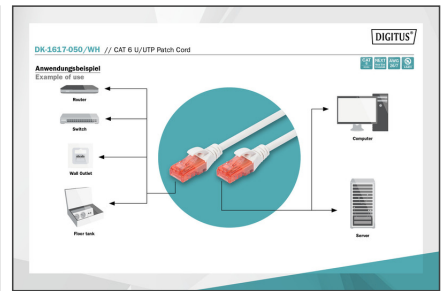 DIGITUS®
DK-1617-050/WH // CAT 6 U/UTP Patch Cord
Anwendungsbeispiel
Example of use
Router
Switch
Wall Outlet
Floor tank
Computer
Server